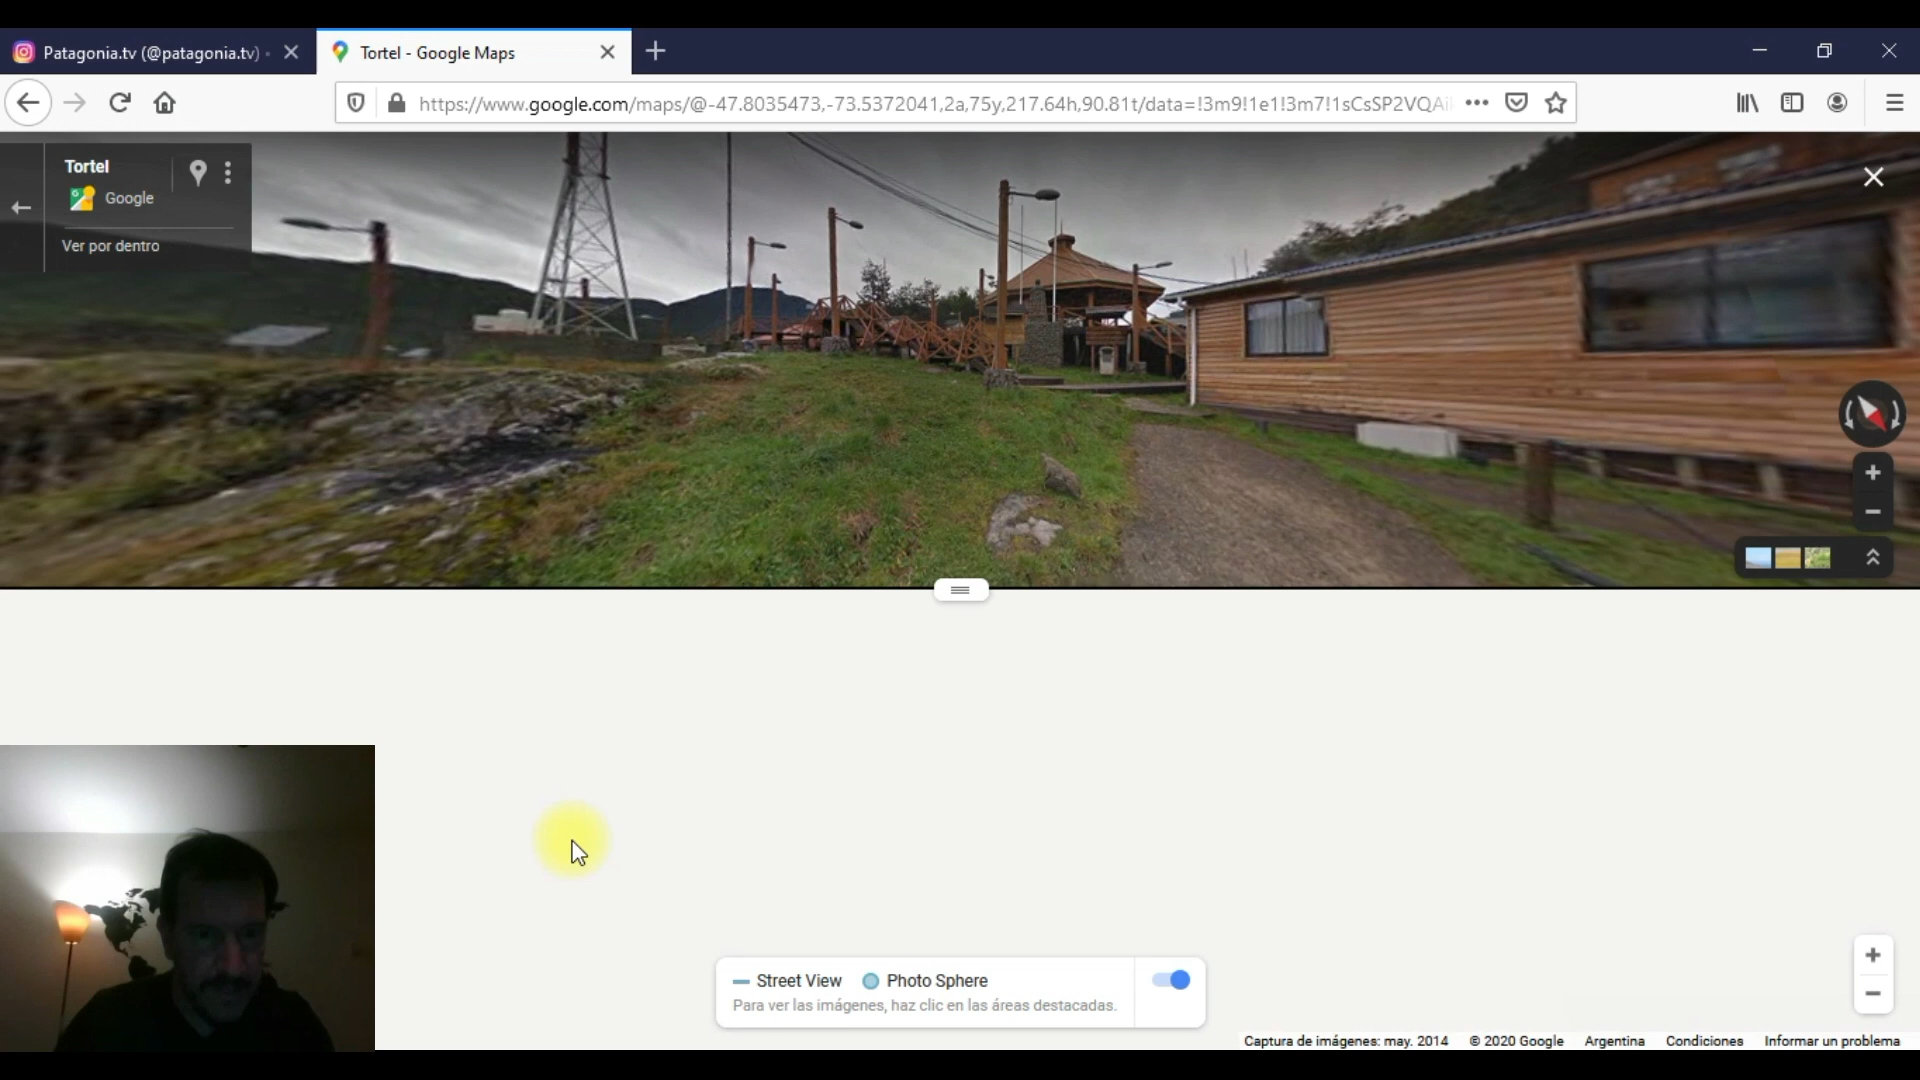 Patagonia.tv (@patagonia.tv) -
Tortel - Google Maps
https://www.google.com/maps/@-47.8035473,-73.5372041,2a,75y,217.64h,90.81t/data=!3m9!1e1!3m7!1sCsSP2VQAi
Tortel
Google
Ver por dentro
Street View Photo Sphere
Para ver las imágenes, haz clic en las áreas destacadas.
Captura de imágenes: may. 2014 © 2020 Google Argentina Condiciones Informar un problema